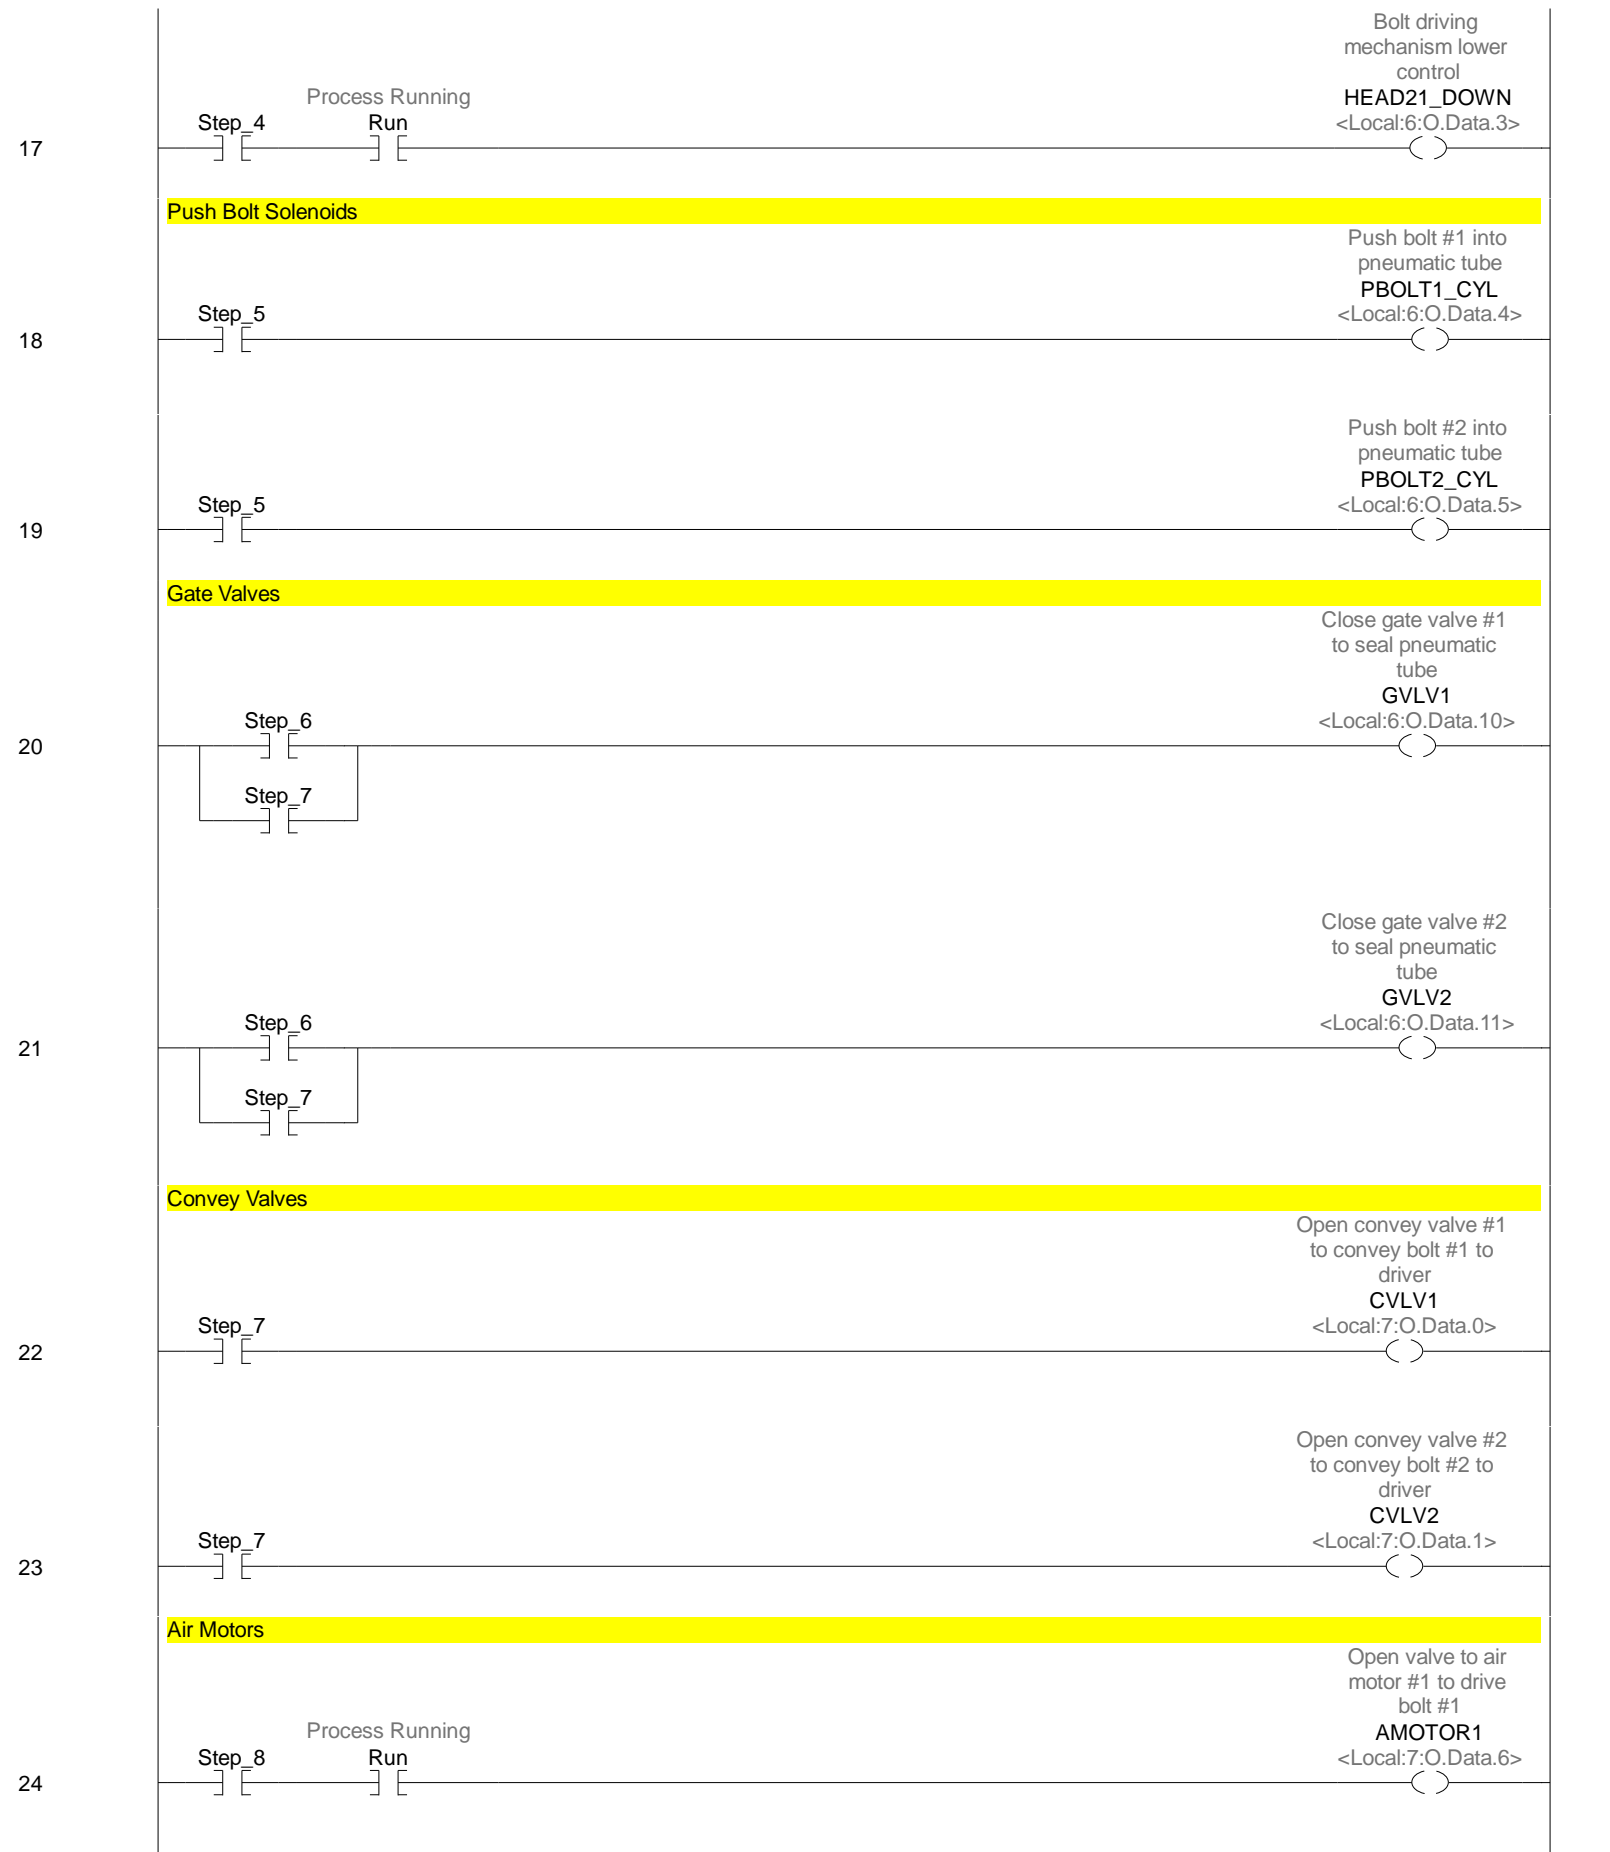 Bolt driving
mechanism lower
control
Process Running
HEAD21_DOWN
Step_4 Run <Local:6:O.Data.3>
17
Push Bolt Solenoids
Push bolt #1 into
pneumatic tube
PBOLT1_CYL
Step_5 <Local:6:O.Data.4>
18
Push bolt #2 into
pneumatic tube
PBOLT2_CYL
Step_5 <Local:6:O.Data.5>
19
Gate Valves
Close gate valve #1
to seal pneumatic
tube
GVLV1
Step_6 <Local:6:O.Data.10>
20
Step_7
Close gate valve #2
to seal pneumatic
tube
GVLV2
Step_6 <Local:6:O.Data.11>
21
Step_7
Convey Valves
Open convey valve #1
to convey bolt #1 to
driver
CVLV1
Step_7 <Local:7:O.Data.0>
22
Open convey valve #2
to convey bolt #2 to
driver
CVLV2
Step_7 <Local:7:O.Data.1>
23
Air Motors
Open valve to air
motor #1 to drive
bolt #1
Process Running AMOTOR1
Step_8 Run <Local:7:O.Data.6>
24